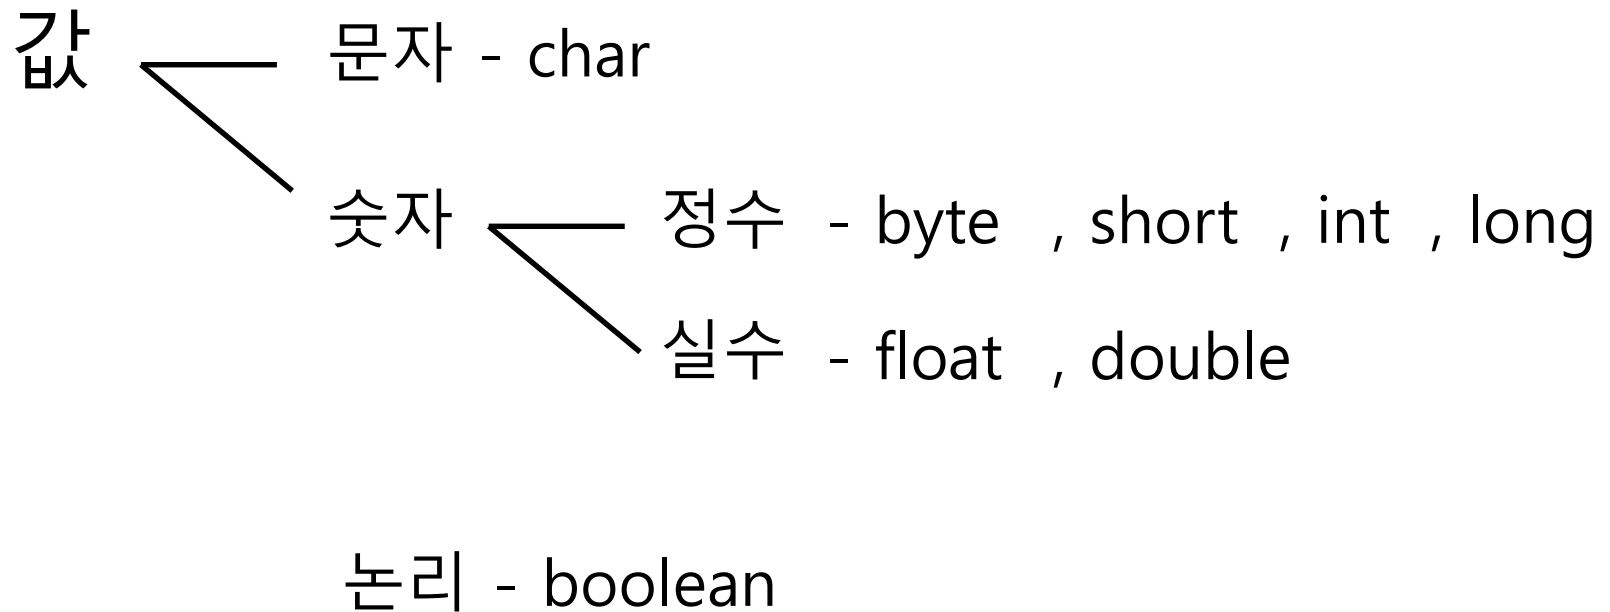 값 문자 - char
숫자 정수 - byte , short , int , long
실수 - float , double
논리 - boolean